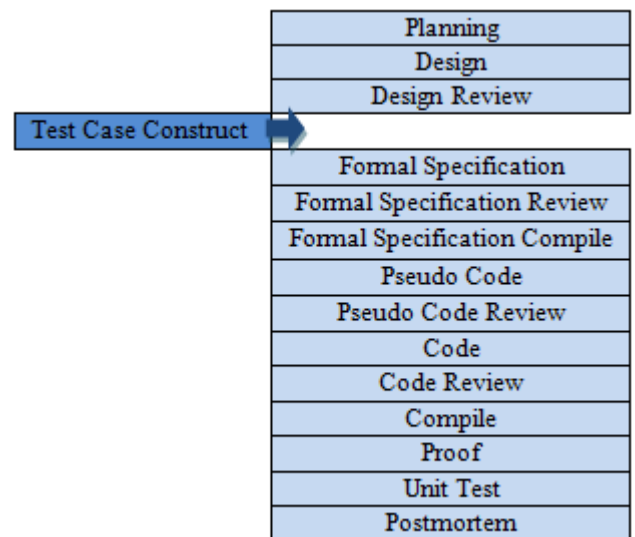 Planning
Design
Design Review
Test Case Construct
Formal Specification
Formal Specification Review
Formal Specification Compile
Pseudo Code
Pseudo Code Review
Code
Code Review
Compile
Proof
Unit Test
Postmortem